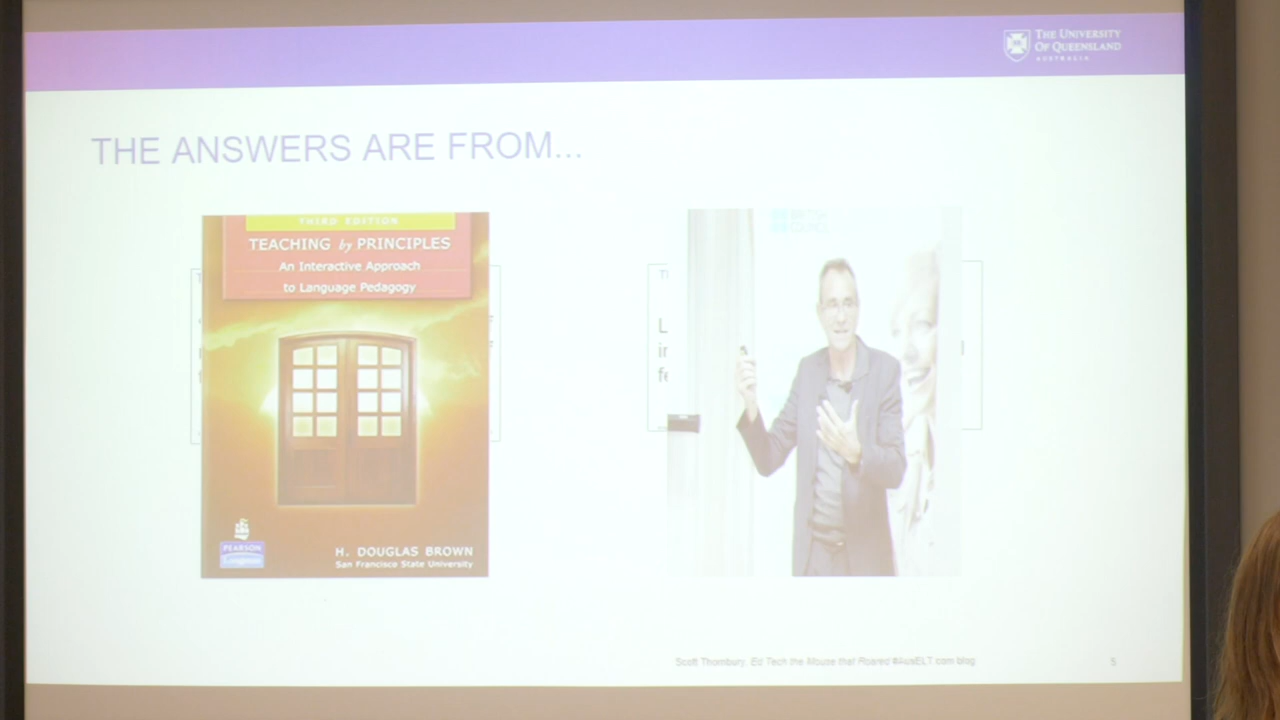 THE UNIVERSITY
OF QUEENSLAND
AUSTRALIA
THE ANSWERS ARE FROM...
THIRD EDITION
TEACHING by PRINCIPLES
An Interactive Approach
to Language Pedagogy
PEARSON
Longman
H. DOUGLAS BROWN
San Francisco State University
BRITISH
COUNCIL
Scott Thornbury. Ed Tech the Mouse that Roared #AusELT.com blog
5